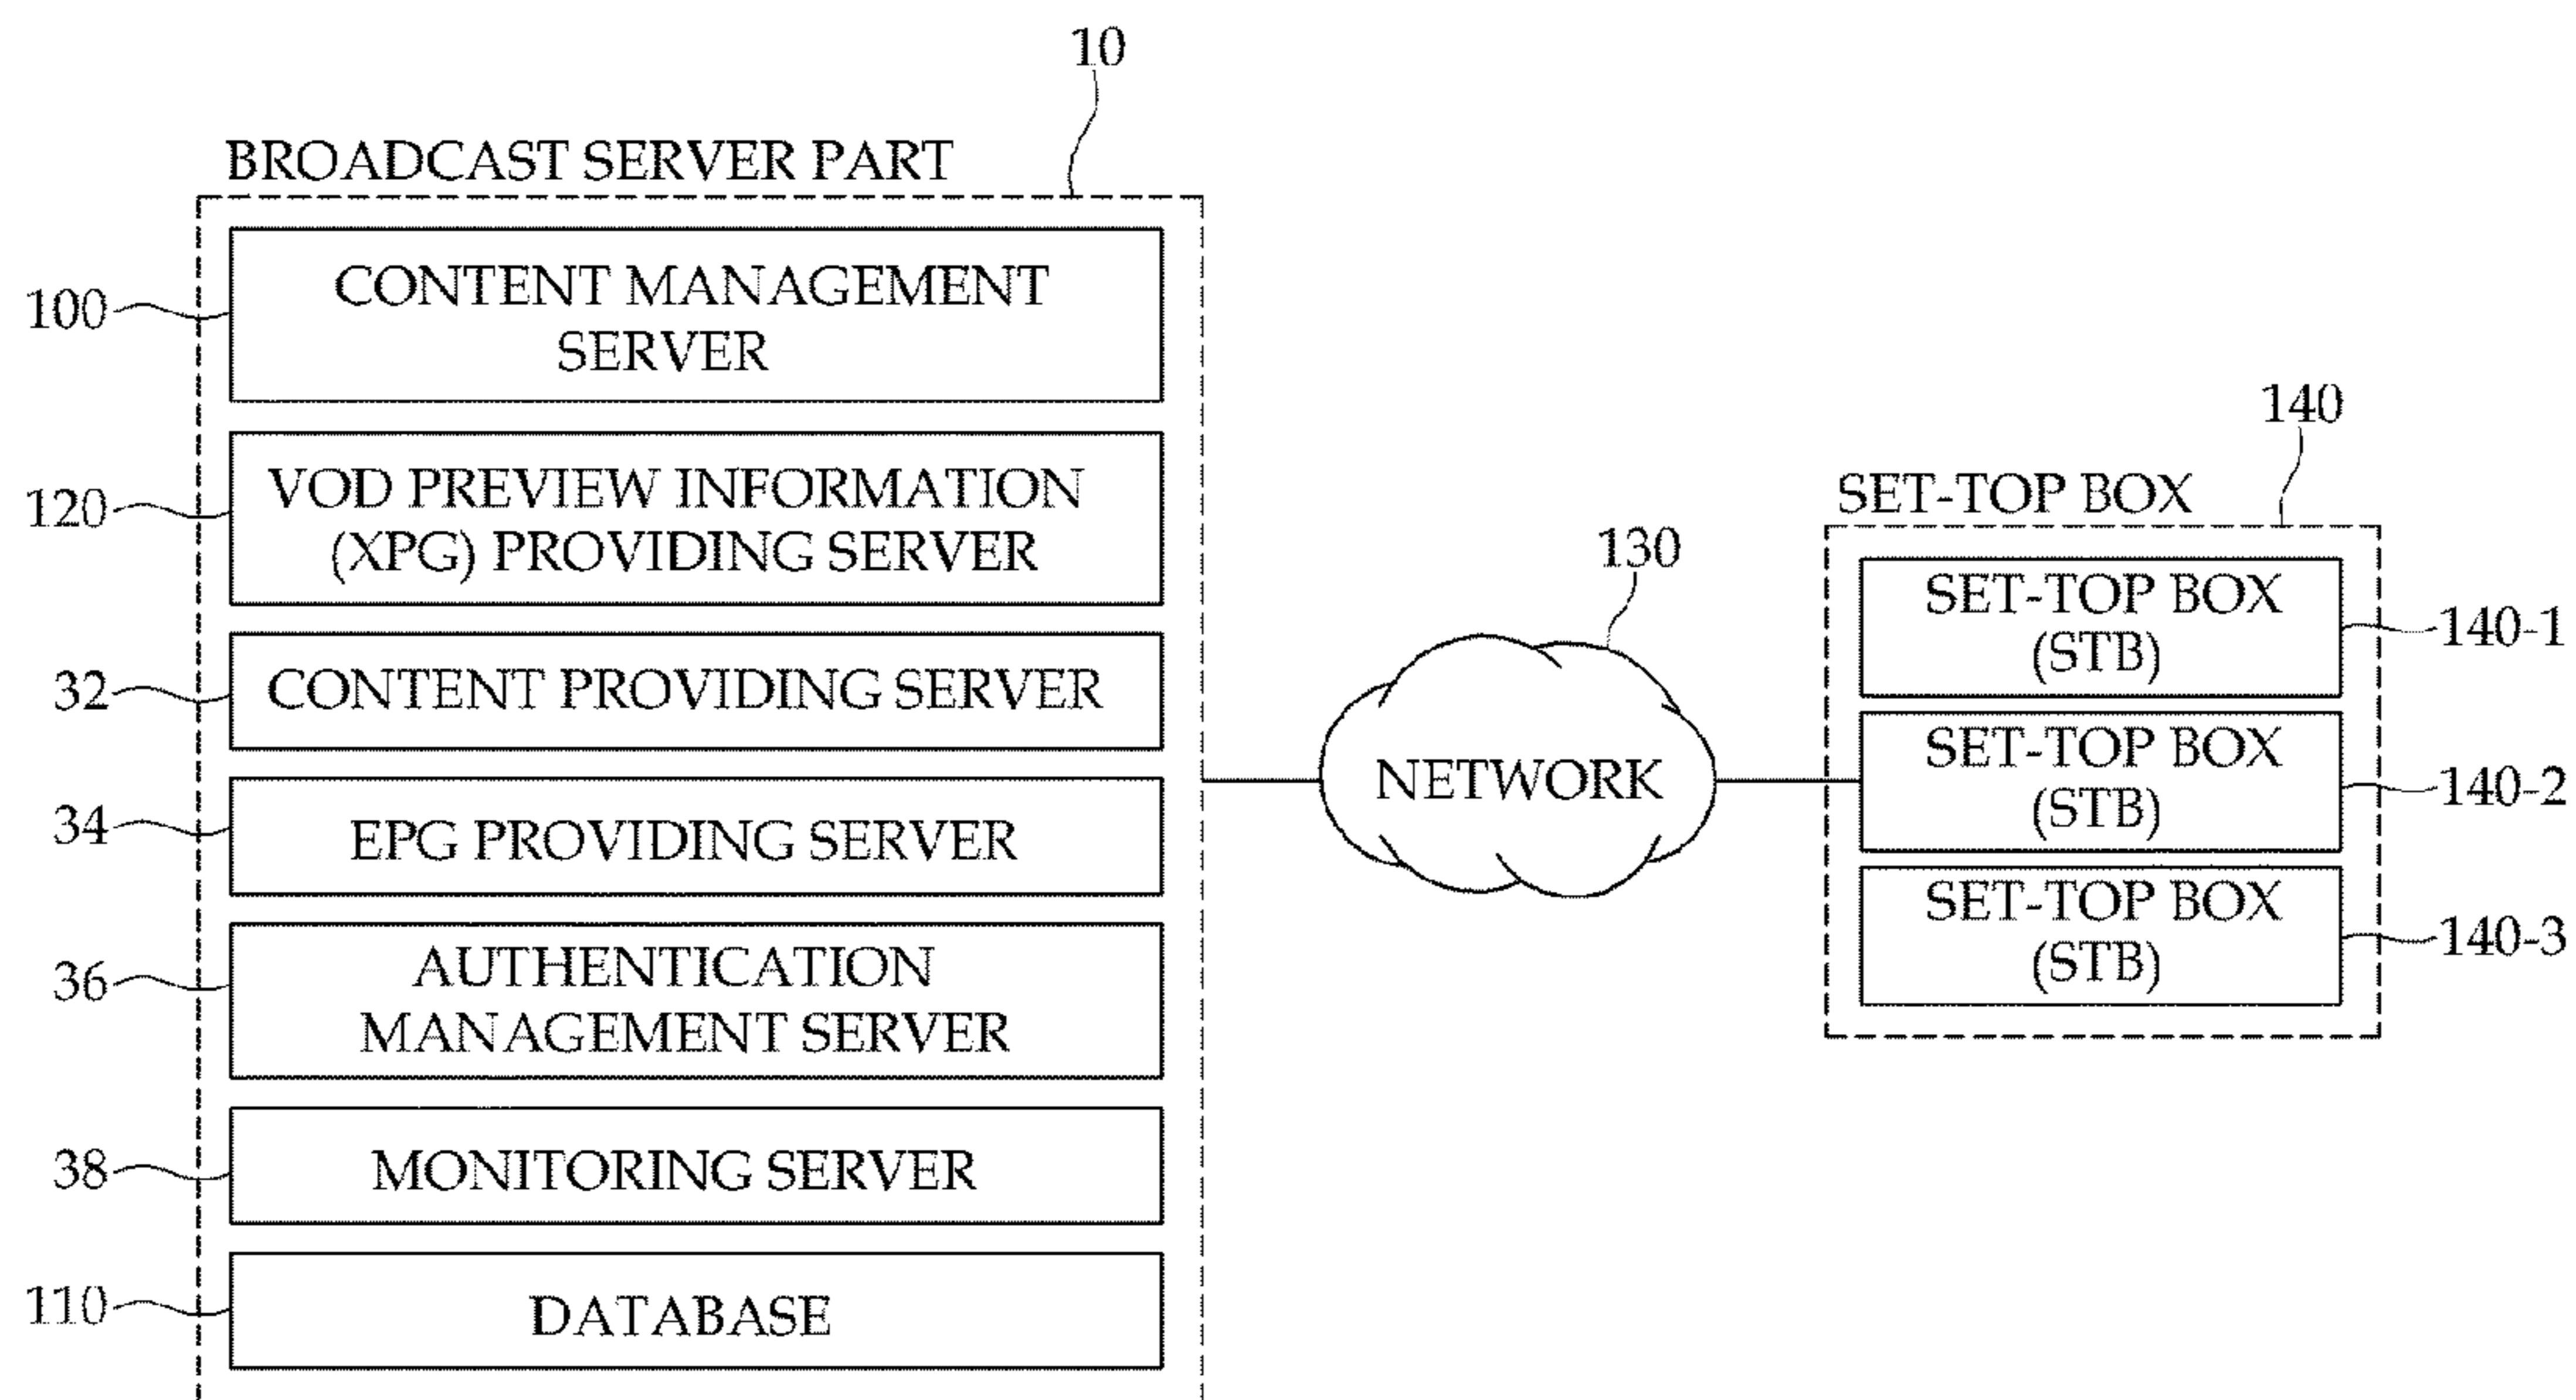 10
BROADCAST SERVER PART
100
CONTENT MANAGEMENT
SERVER
120
VOD PREVIEW INFORMATION
(XPG) PROVIDING SERVER
32
CONTENT PROVIDING SERVER
34
EPG PROVIDING SERVER
36
AUTHENTICATION
MANAGEMENT SERVER
38
MONITORING SERVER
110
DATABASE
130
NETWORK
140
SET-TOP BOX
SET-TOP BOX
(STB)
140-1
SET-TOP BOX
(STB)
140-2
SET-TOP BOX
(STB)
140-3